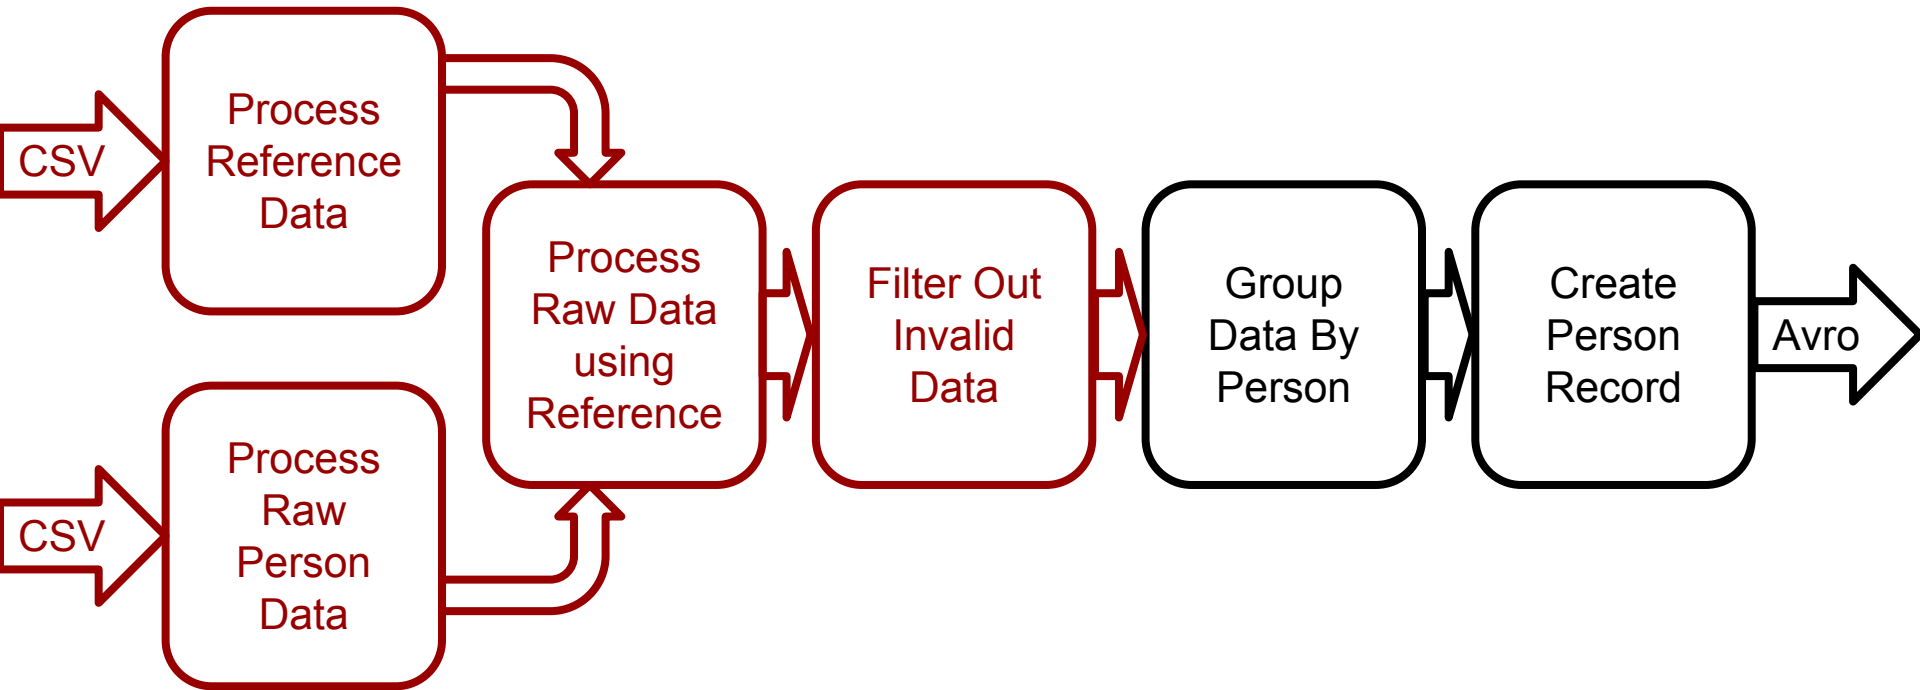 CSV
Process
Reference
Data
CSV
Process
Raw
Person
Data
Process
Raw Data
using
Reference
Filter Out
Invalid
Data
Group
Data By
Person
Create
Person
Record
Avro